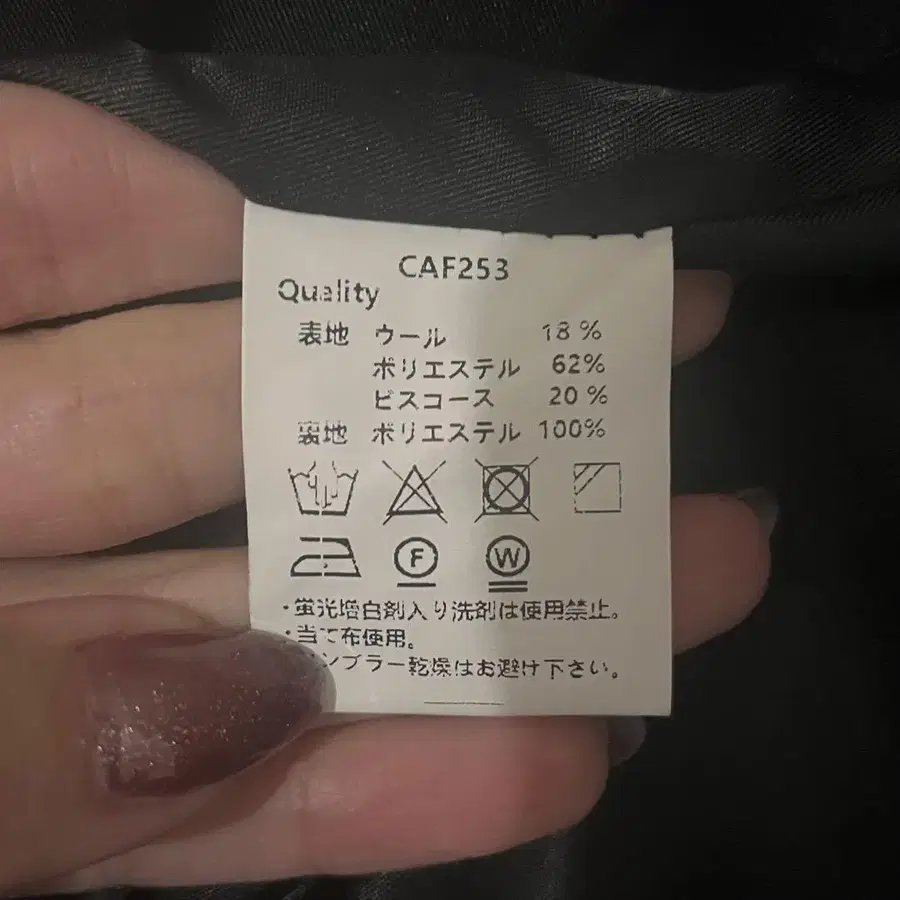 CAF253
Quality
表地 ウール 18%
ポリエステル 62%
ビスコース 20%
裏地 ポリエステル 100%
F W
・蛍光増白剤入り洗剤は使用禁止。
・当て布使用。
ンブラー乾燥はお避け下さい。